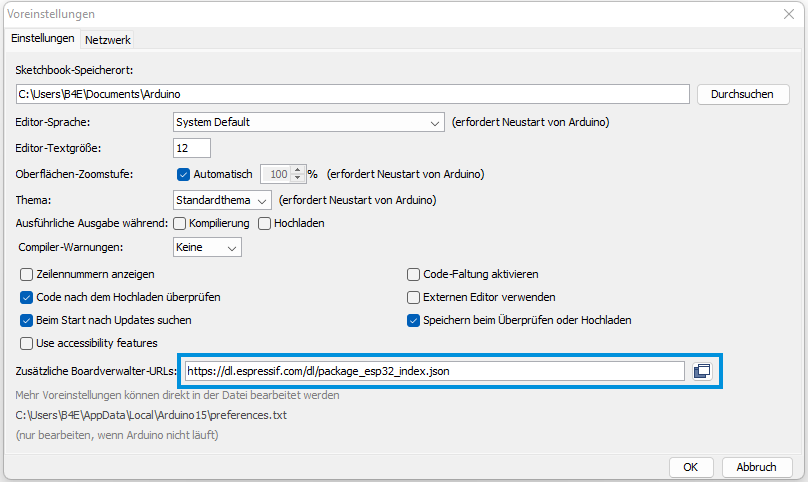 Voreinstellungen
Einstellungen Netzwerk
Sketchbook-Speicherort:
C:\Users\B4E\Documents\Arduino Durchsuchen
Editor-Sprache: System Default (erfordert Neustart von Arduino)
Editor-Textgröße: 12
Oberflächen-Zoomstufe: Automatisch 100 % (erfordert Neustart von Arduino)
Thema: Standardthema (erfordert Neustart von Arduino)
Ausführliche Ausgabe während: Kompilierung Hochladen
Compiler-Warnungen: Keine
Zeilennummern anzeigen Code-Faltung aktivieren
Code nach dem Hochladen überprüfen Externen Editor verwenden
Beim Start nach Updates suchen Speichern beim Überprüfen oder Hochladen
Use accessibility features
Zusätzliche Boardverwalter-URLs: https://dl.espressif.com/dl/package_esp32_index.json
Mehr Voreinstellungen können direkt in der Datei bearbeitet werden
C:\Users\B4E\AppData\Local\Arduino15\preferences.txt
(nur bearbeiten, wenn Arduino nicht läuft)
OK Abbruch